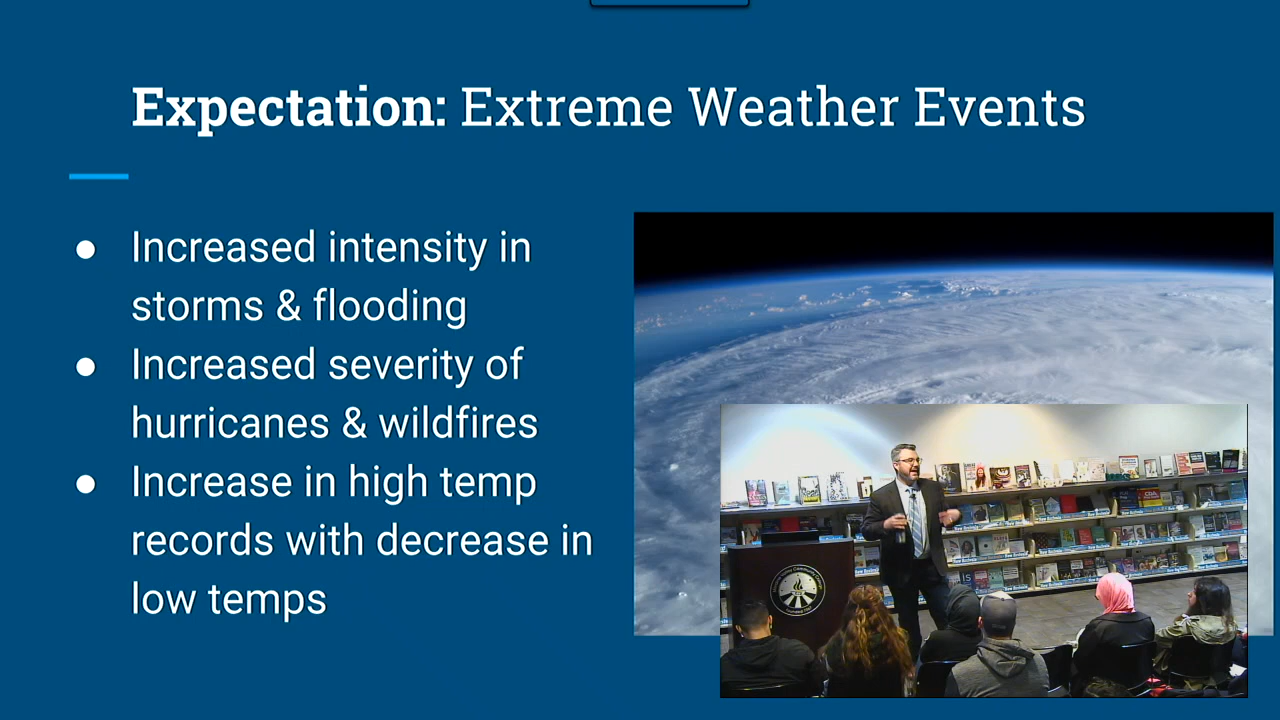 Expectation: Extreme Weather Events
● Increased intensity in
storms & flooding
● Increased severity of
hurricanes & wildfires
● Increase in high temp
records with decrease in
low temps